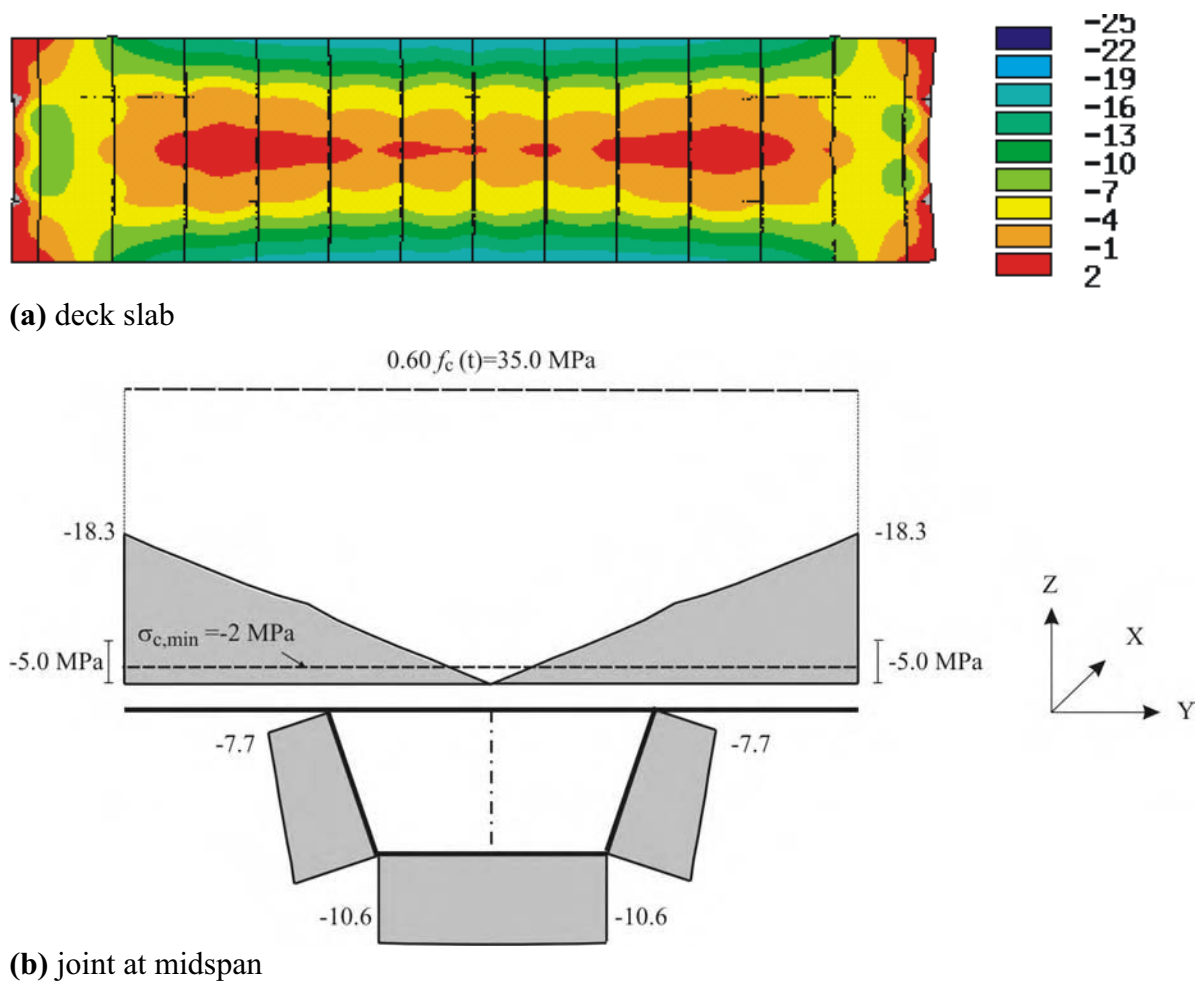 -25
-22
-19
-16
-13
-10
-7
-4
-1
2
(a) deck slab
0.60 fc (t)=35.0 MPa
-18.3
-18.3
σc,min =-2 MPa
-5.0 MPa
-5.0 MPa
Z
X
Y
-7.7
-7.7
-10.6
-10.6
(b) joint at midspan